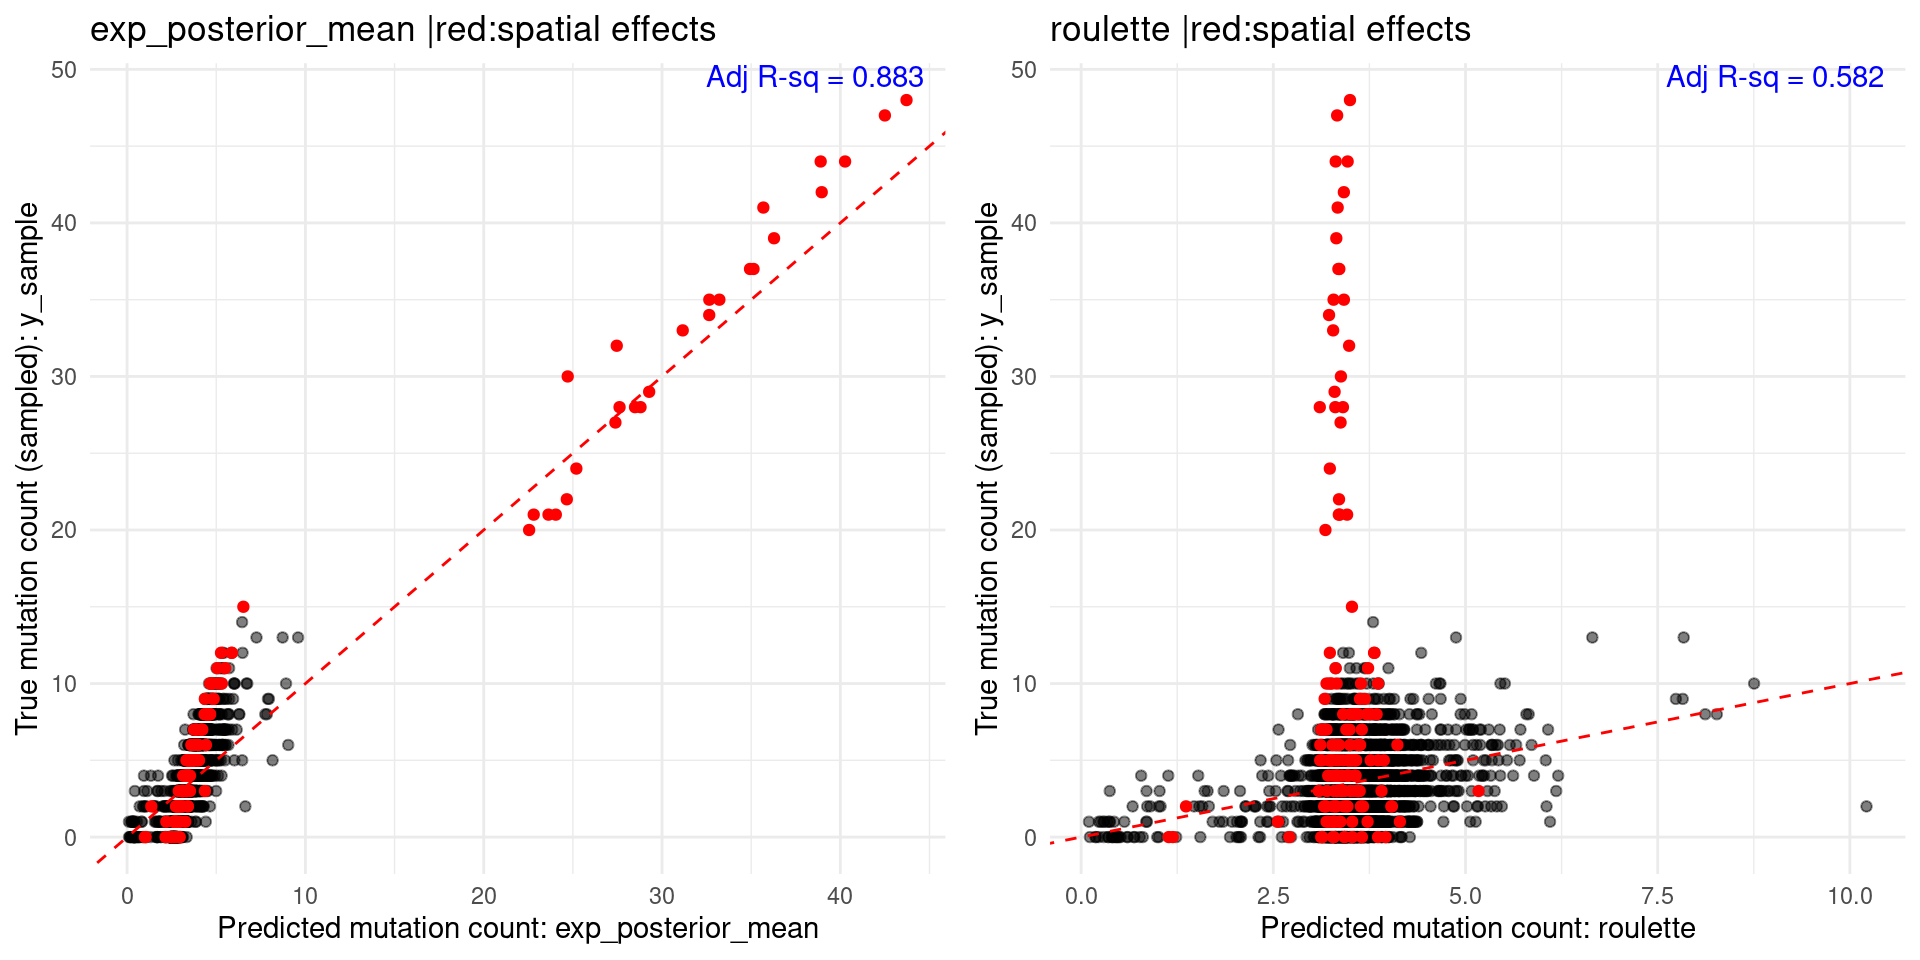 exp_posterior_mean |red:spatial effects
Adj R-sq = 0.883
True mutation count (sampled): y_sample
50
40
30
20
10
0
0
10
20
30
40
Predicted mutation count: exp_posterior_mean
roulette |red:spatial effects
Adj R-sq = 0.582
True mutation count (sampled): y_sample
50
40
30
20
10
0
0.0
2.5
5.0
7.5
10.0
Predicted mutation count: roulette